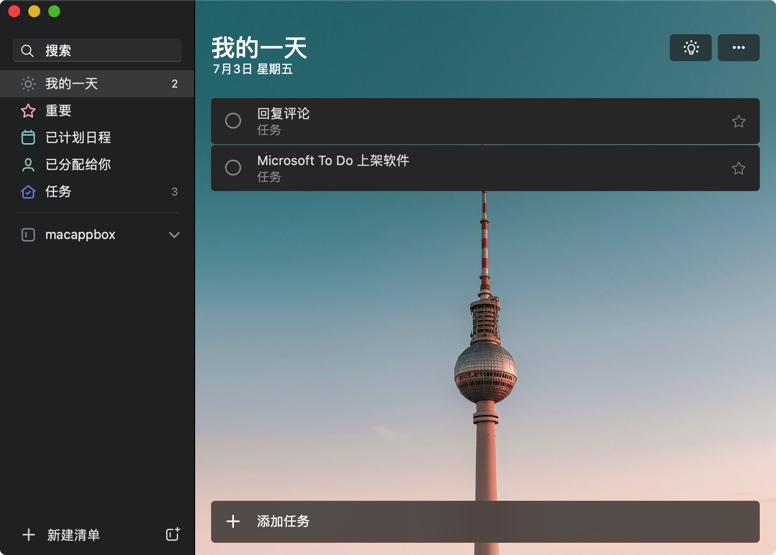 搜索
我的一天 2
重要
已计划日程
已分配给你
任务 3
macappbox
新建清单
我的一天
7月3日 星期五
回复评论
任务
Microsoft To Do 上架软件
任务
添加任务